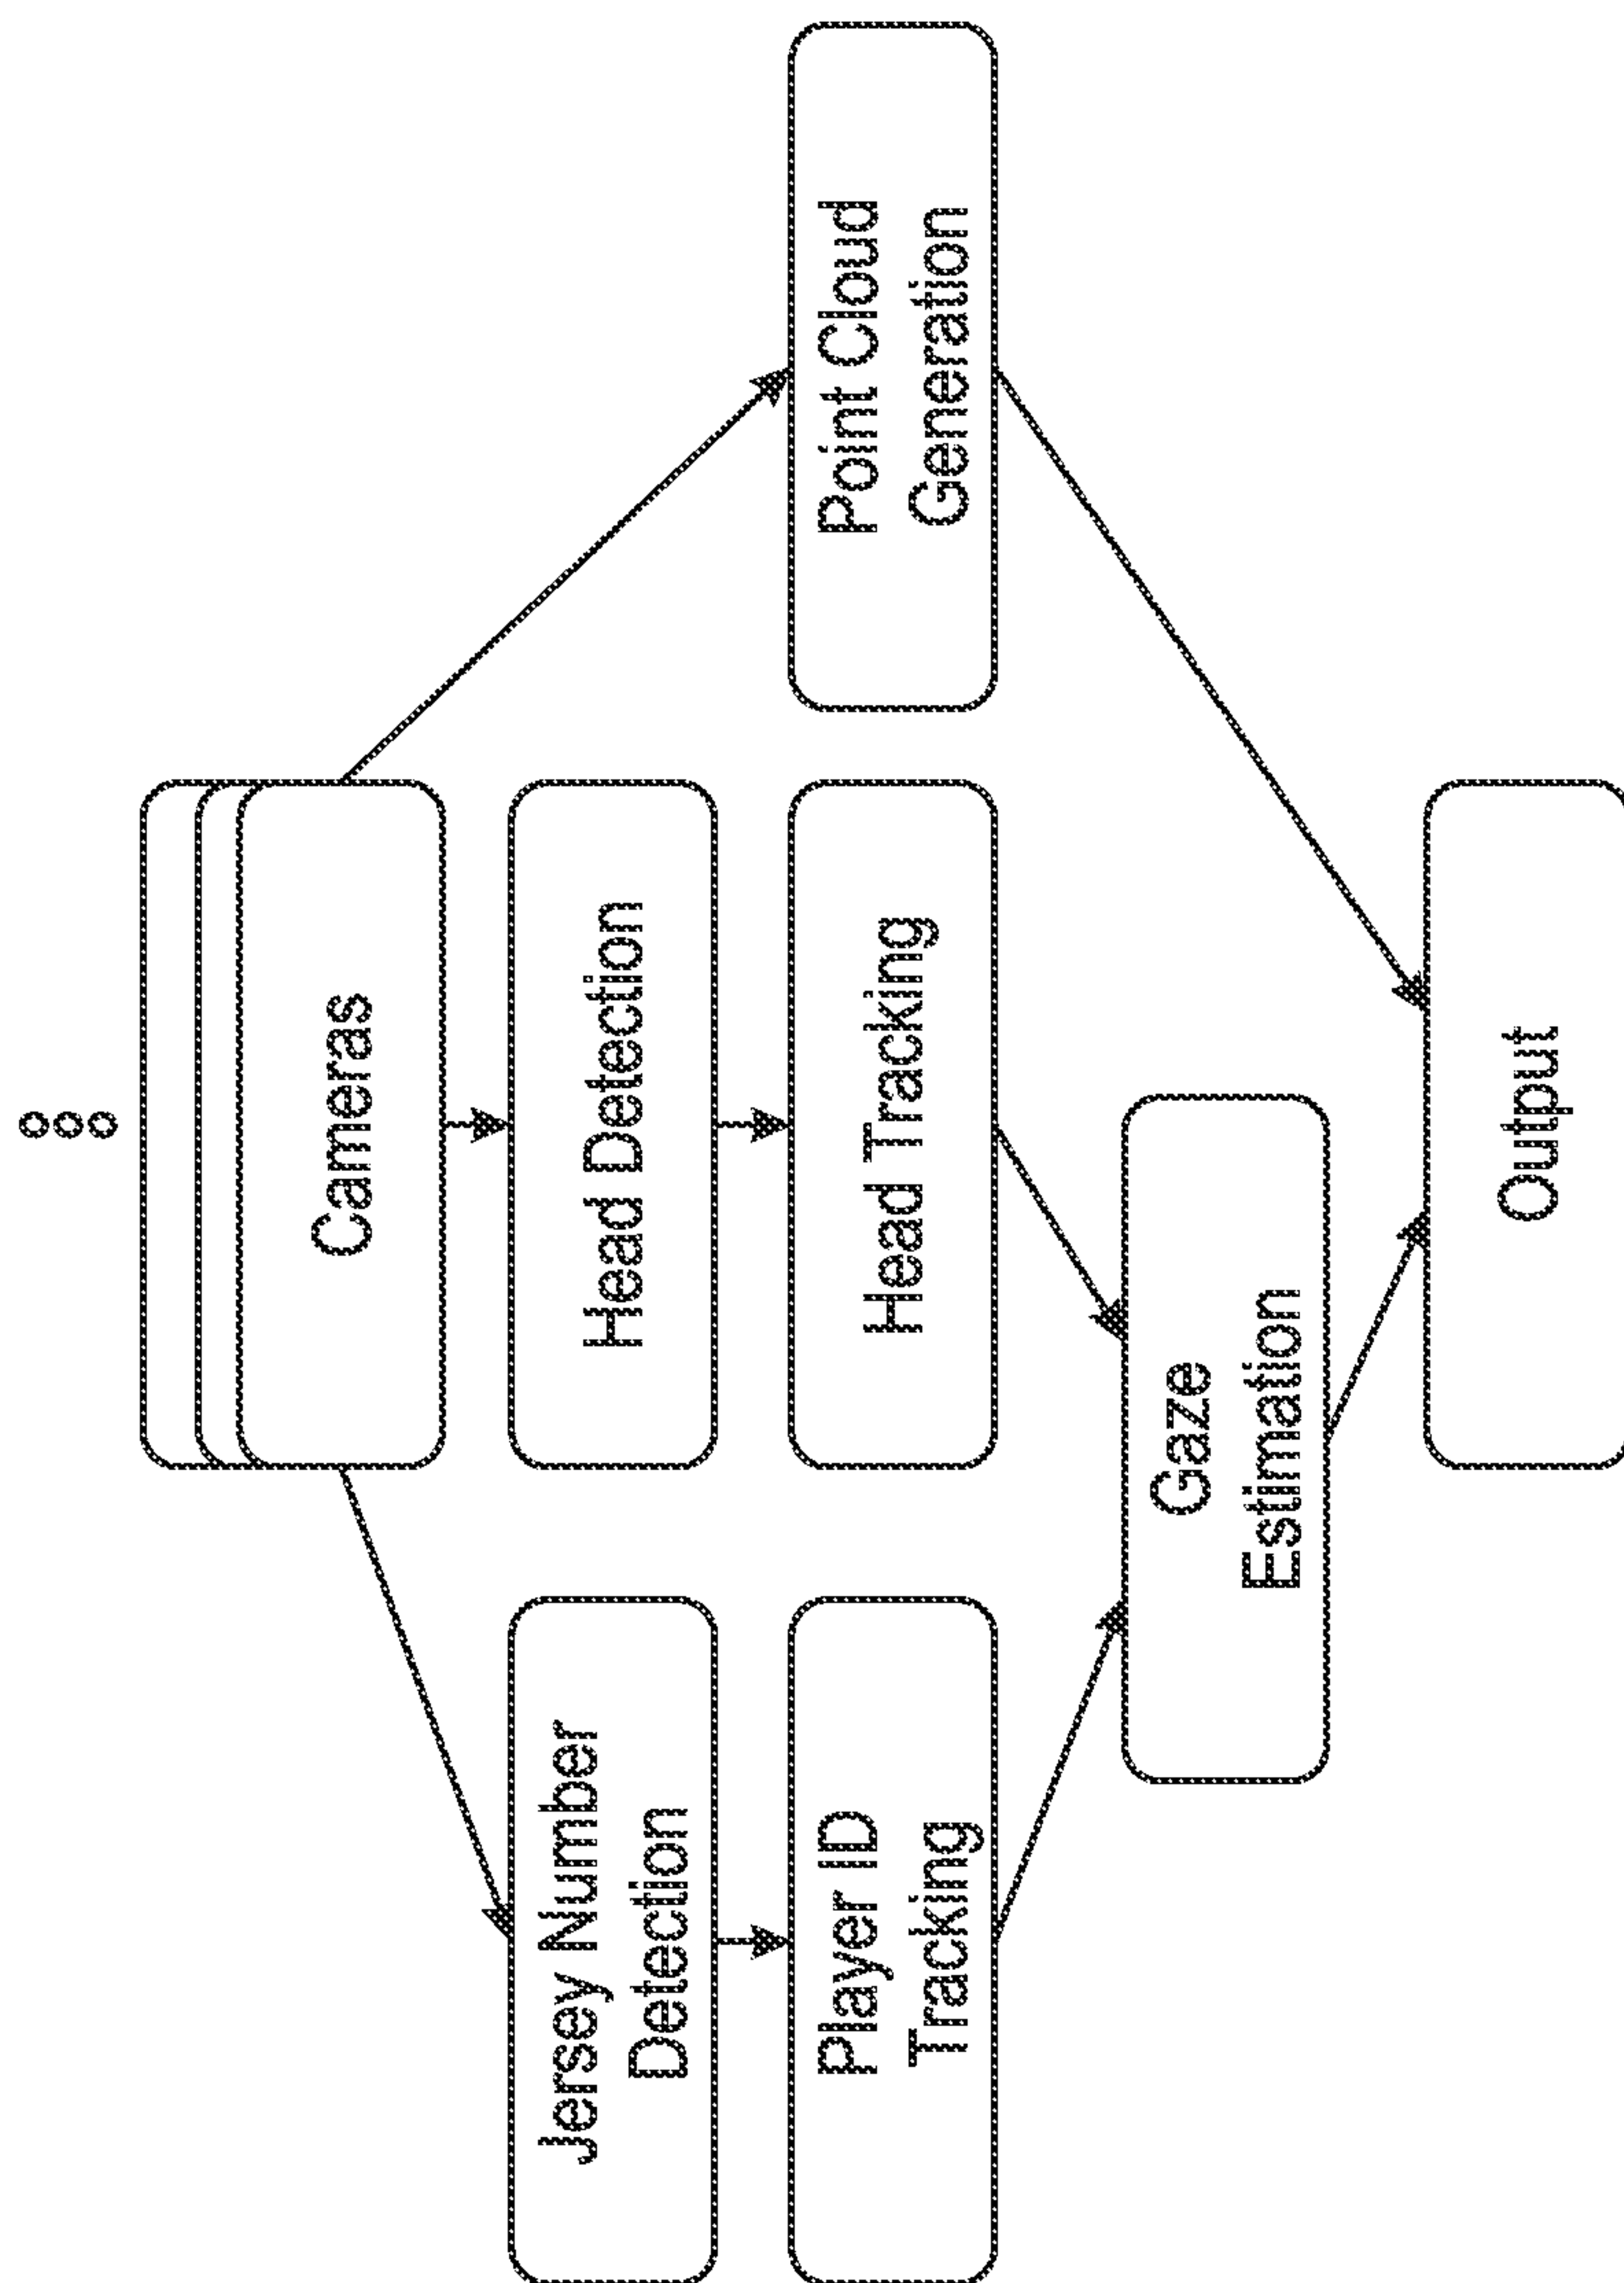 Cameras
Jersey Number
Detection
Head Detection
Player ID
Tracking
Head Tracking
Point Cloud
Generation
Gaze
Estimation
Output